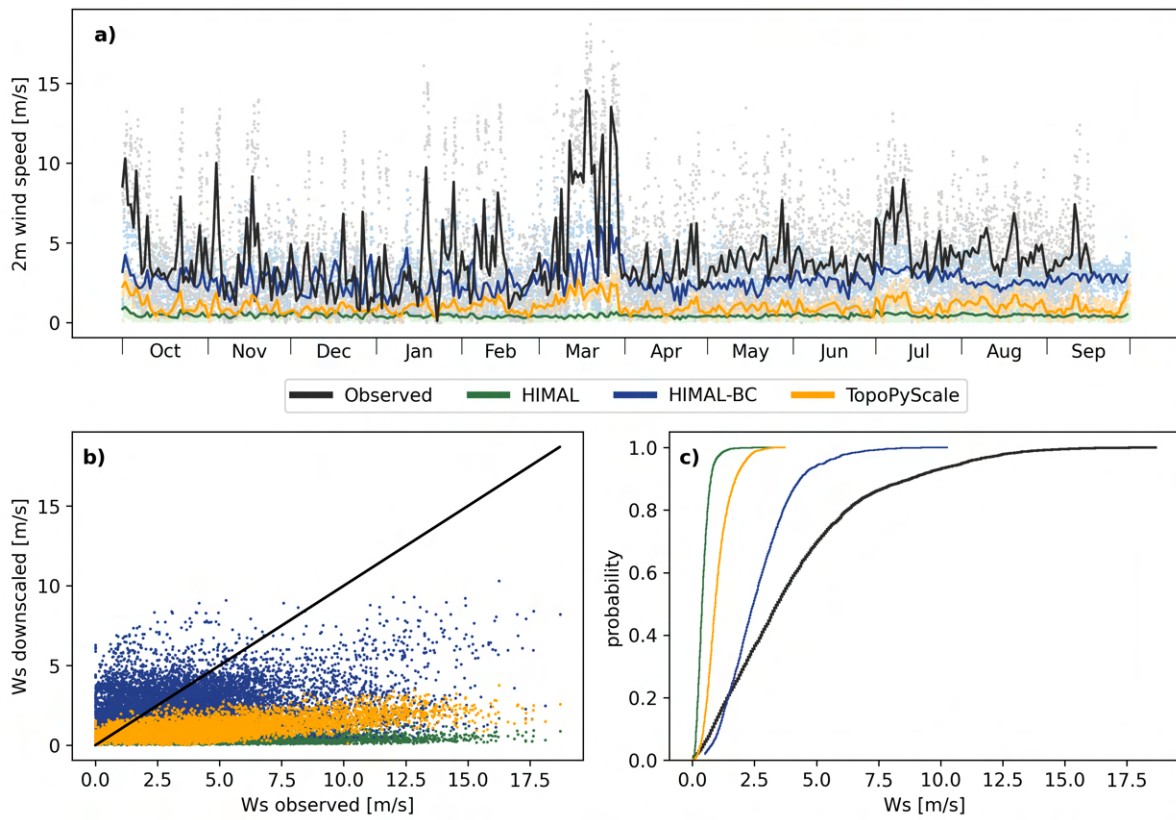 a)
2m wind speed [m/s]
15
10
5
0
Oct Nov Dec Jan Feb Mar Apr May Jun Jul Aug Sep
Observed HIMAL HIMAL-BC TopoPyScale
b)
Ws downscaled [m/s]
15
10
5
0
0.0 2.5 5.0 7.5 10.0 12.5 15.0 17.5
Ws observed [m/s]
c)
probability
1.0
0.8
0.6
0.4
0.2
0.0
0.0 2.5 5.0 7.5 10.0 12.5 15.0 17.5
Ws [m/s]